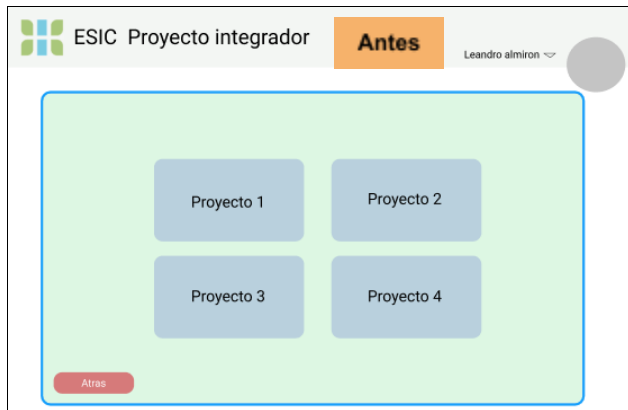 ESIC Proyecto integrador
Antes
Leandro almiron
Proyecto 1
Proyecto 2
Proyecto 3
Proyecto 4
Atras